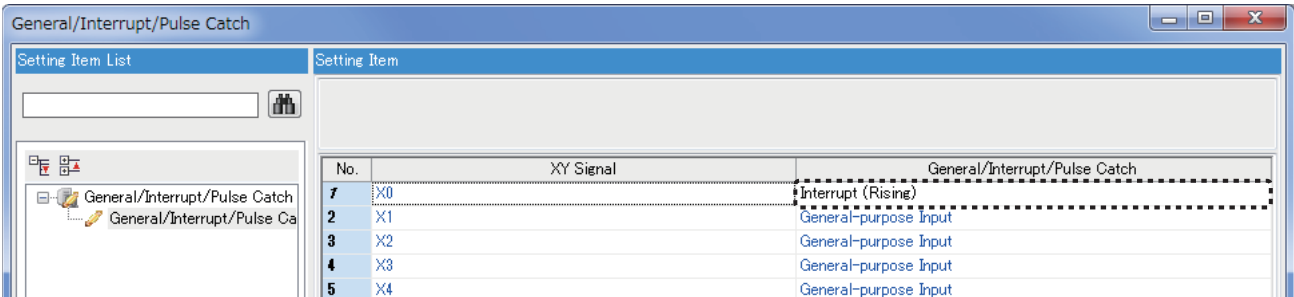 General/Interrupt/Pulse Catch
Setting Item List
Setting Item
General/Interrupt/Pulse Catch
General/Interrupt/Pulse Ca
No. XY Signal General/Interrupt/Pulse Catch
1 X0 Interrupt (Rising)
2 X1 General-purpose Input
3 X2 General-purpose Input
4 X3 General-purpose Input
5 X4 General-purpose Input